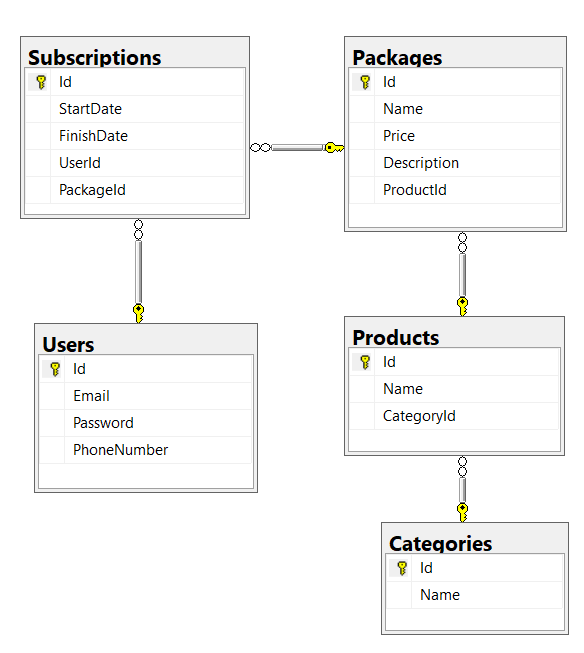 Subscriptions
Id
StartDate
FinishDate
UserId
PackageId
Packages
Id
Name
Price
Description
ProductId
Users
Id
Email
Password
PhoneNumber
Products
Id
Name
CategoryId
Categories
Id
Name